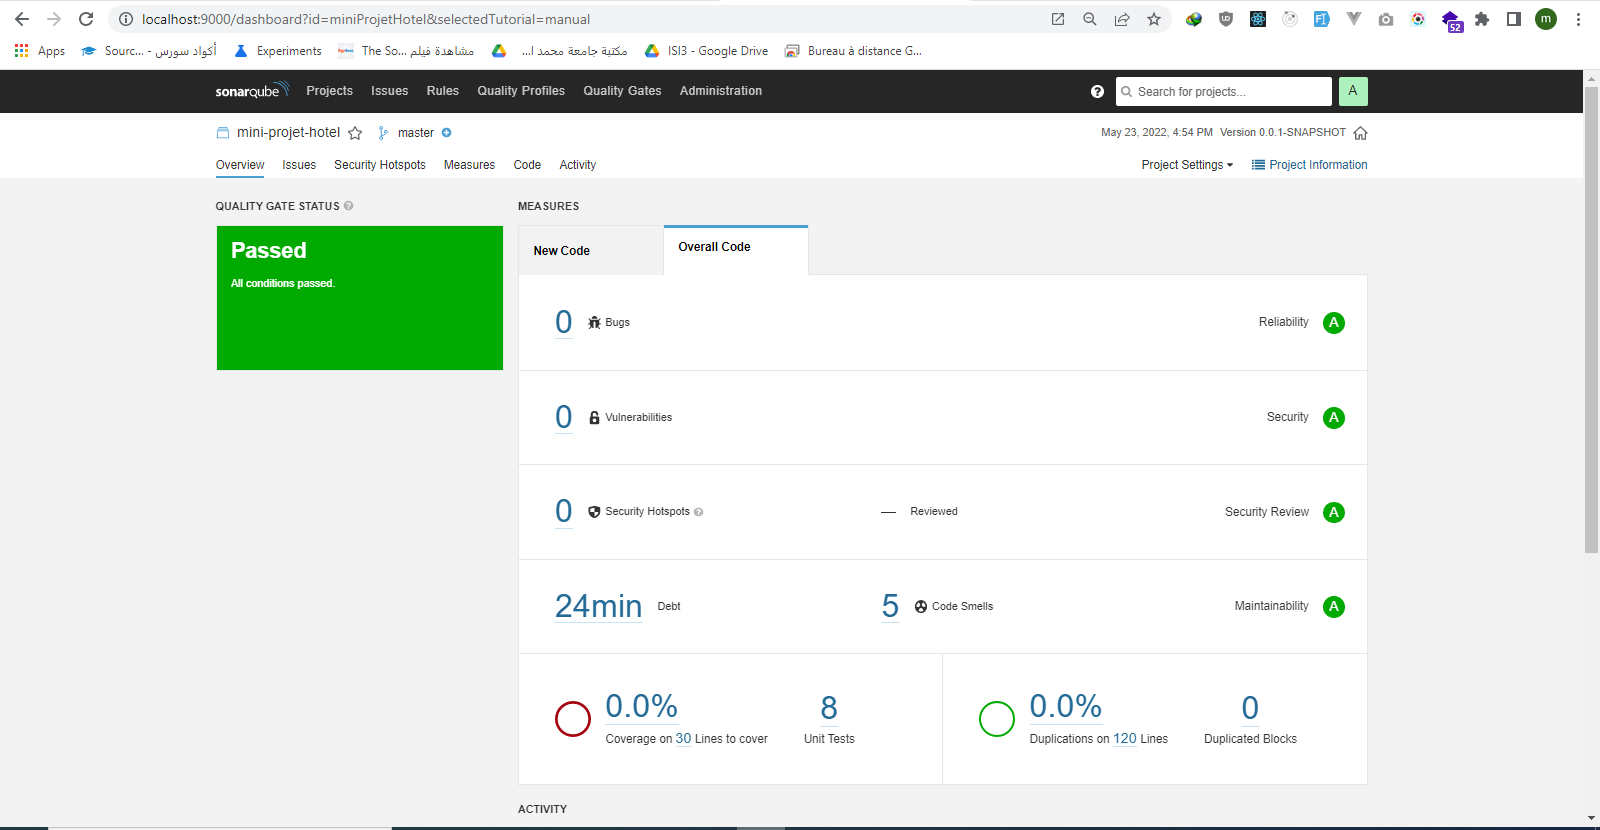 localhost:9000/dashboard?id=miniProjetHotel&selectedTutorial=manual
52
m
Apps
Sourc... - أكواد سورس
Experiments
The So... مشاهدة فيلم
مكتبة جامعة محمد ا...
ISI3 - Google Drive
Bureau à distance G...
sonarqube
Projects
Issues
Rules
Quality Profiles
Quality Gates
Administration
Search for projects...
A
mini-projet-hotel
master
May 23, 2022, 4:54 PM Version 0.0.1-SNAPSHOT
Overview
Issues
Security Hotspots
Measures
Code
Activity
Project Settings
Project Information
QUALITY GATE STATUS
Passed
All conditions passed.
MEASURES
New Code
Overall Code
0 Bugs
Reliability A
0 Vulnerabilities
Security A
0 Security Hotspots
— Reviewed
Security Review A
24min Debt
5 Code Smells
Maintainability A
0.0%
Coverage on 30 Lines to cover
8
Unit Tests
0.0%
Duplications on 120 Lines
0
Duplicated Blocks
ACTIVITY